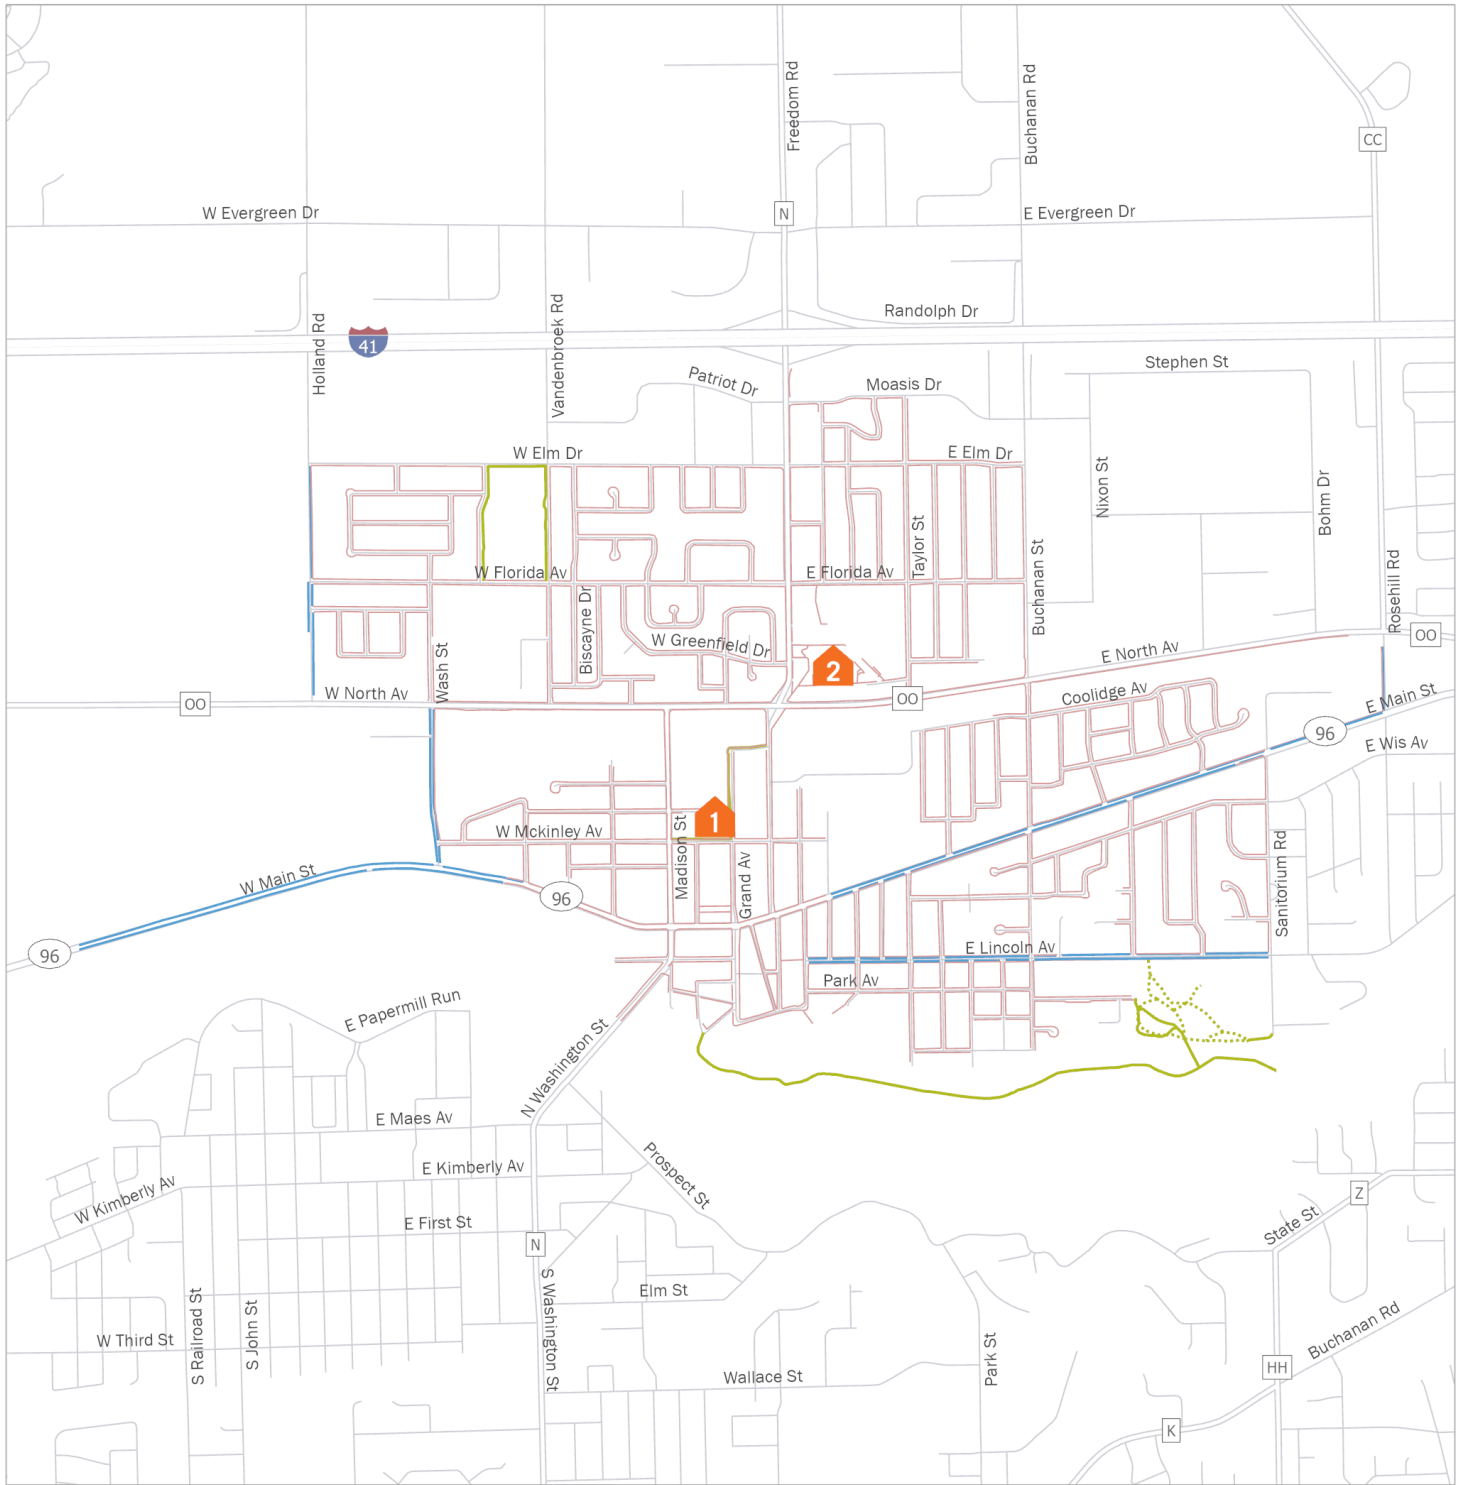 Freedom Rd
Buchanan Rd
CC
W Evergreen Dr
N
E Evergreen Dr
Randolph Dr
Holland Rd
41
Vandenbroek Rd
Stephen St
Patriot Dr
Moasis Dr
W Elm Dr
E Elm Dr
Nixon St
Bohm Dr
Taylor St
W Florida Av
E Florida Av
Buchanan St
Rosehill Rd
Biscayne Dr
W Greenfield Dr
OO
E North Av
2
Wash St
W North Av
OO
OO
Coolidge Av
E Main St
96
E Wis Av
1
W Mckinley Av
Madison St
Grand Av
Sanitorium Rd
W Main St
96
96
E Lincoln Av
Park Av
E Papermill Run
N Washington St
E Maes Av
E Kimberly Av
Prospect St
W Kimberly Av
Z
E First St
State St
N
Elm St
S Washington St
S Railroad St
S John St
W Third St
Buchanan Rd
Park St
HH
Wallace St
K